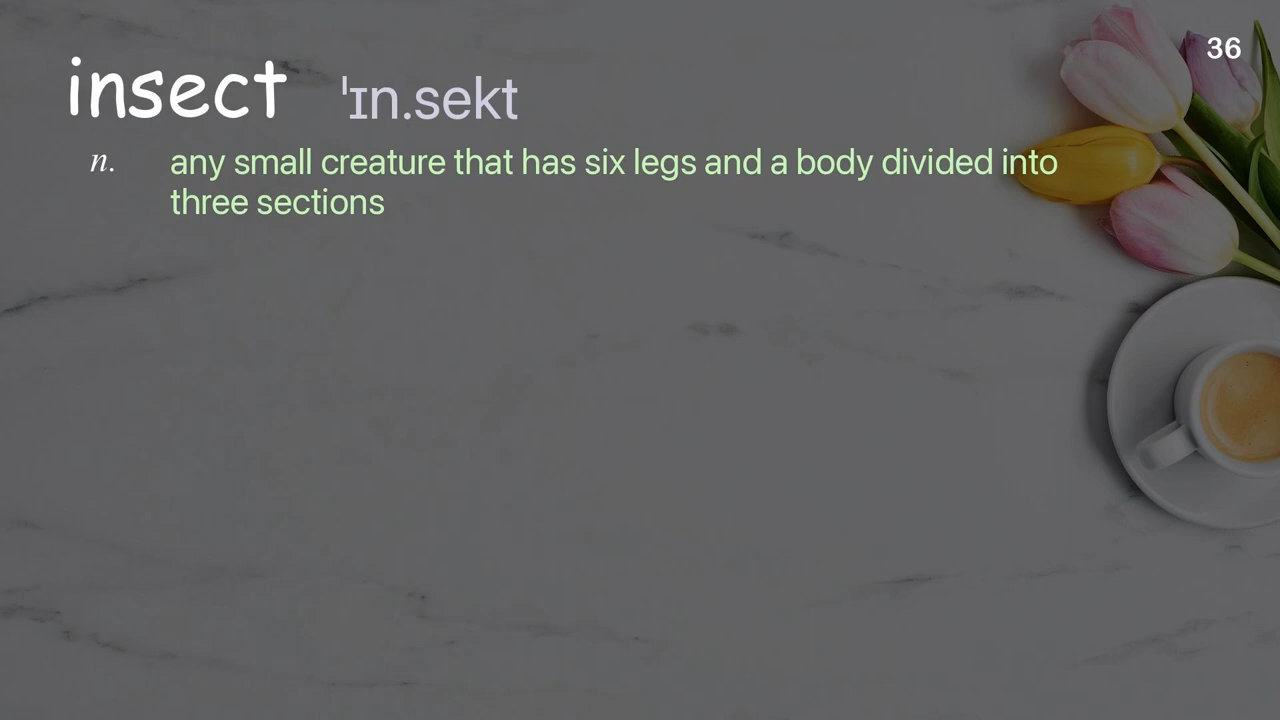 36
insect ˈɪn.sekt
n. any small creature that has six legs and a body divided into
three sections